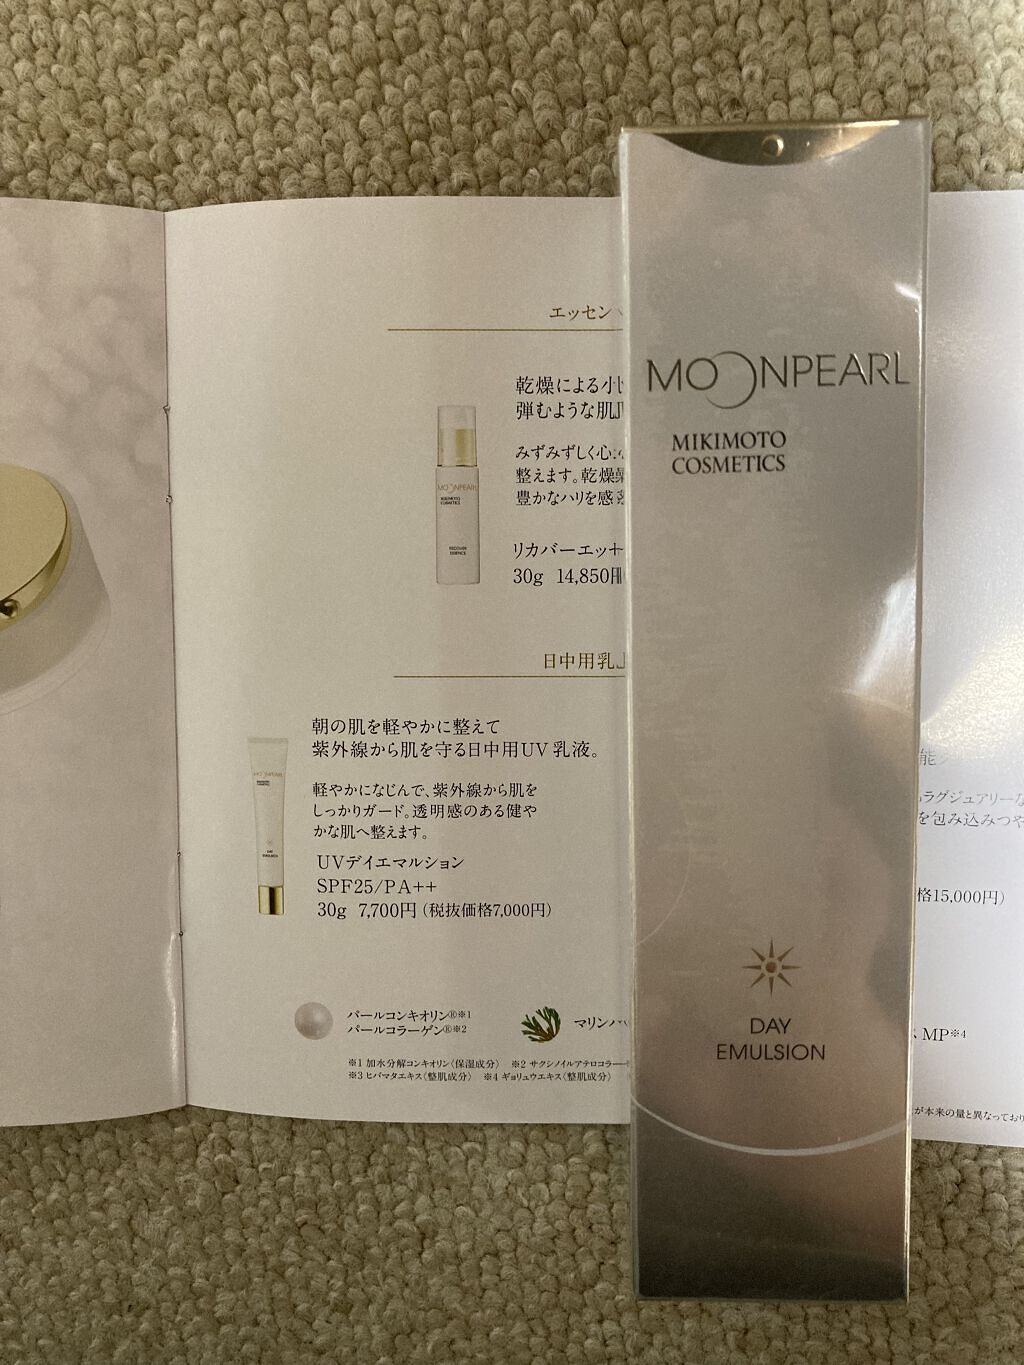 エッセン
乾燥による小
弾むような肌
みずみずしく心
整えます。乾燥
豊かなハリを感
MOONPEARL
MIKIMOTO
COSMETICS
RECOVER
ESSENCE
リカバーエッ
30g 14,850円
日中用乳
朝の肌を軽やかに整えて
紫外線から肌を守る日中用UV乳液。
軽やかになじんで、紫外線から肌を
しっかりガード。透明感のある健や
かな肌へ整えます。
DAY
EMULSION
UVデイエマルション
SPF25/PA++
30g 7,700円（税抜価格7,000円）
パールコンキオリン®※1
パールコラーゲン®※2
マリン
※1 加水分解コンキオリン（保湿成分） ※2 サクシノイルアテロコラー
※3 ヒバマタエキス（整肌成分） ※4 ギョリュウエキス（整肌成分）
MOONPEARL
MIKIMOTO
COSMETICS
DAY
EMULSION
能
ラグジュアリーな
を包み込みつや
格15,000円）
MP※4
が本来の量と異なっており